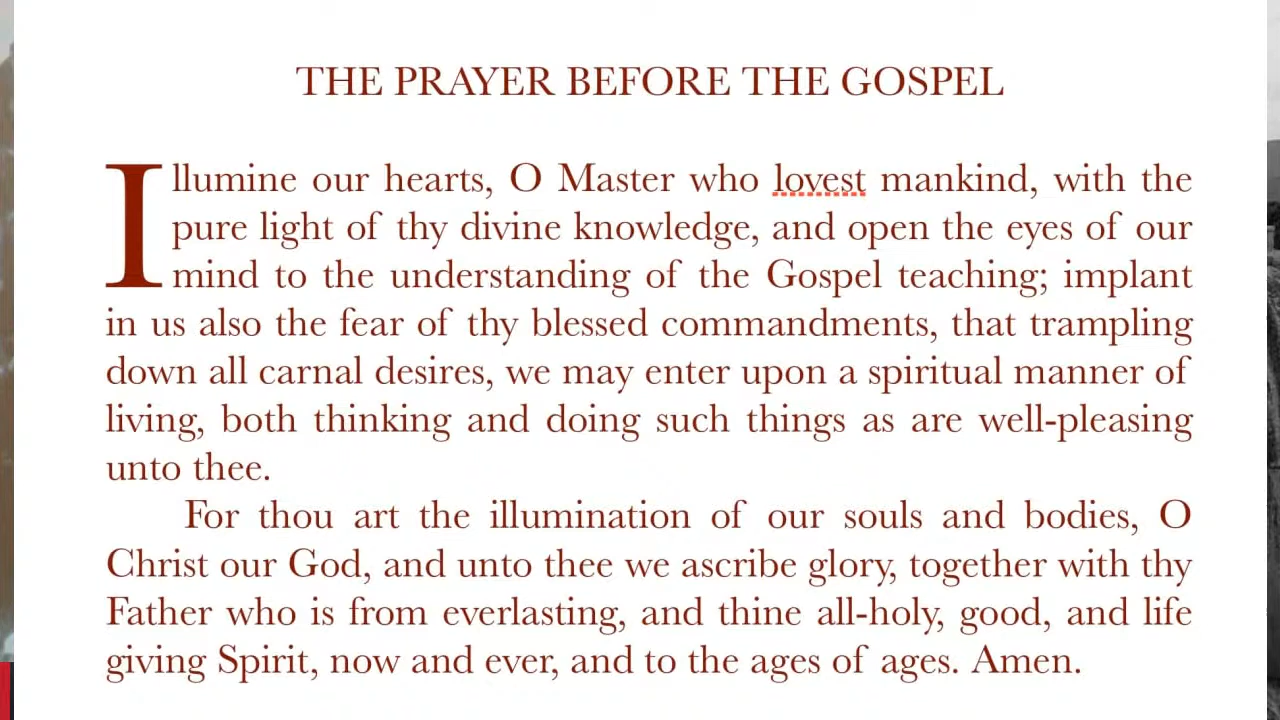 THE PRAYER BEFORE THE GOSPEL
Illumine our hearts, O Master who lovest mankind, with the
pure light of thy divine knowledge, and open the eyes of our
mind to the understanding of the Gospel teaching; implant
in us also the fear of thy blessed commandments, that trampling
down all carnal desires, we may enter upon a spiritual manner of
living, both thinking and doing such things as are well-pleasing
unto thee.
For thou art the illumination of our souls and bodies, O
Christ our God, and unto thee we ascribe glory, together with thy
Father who is from everlasting, and thine all-holy, good, and life
giving Spirit, now and ever, and to the ages of ages. Amen.